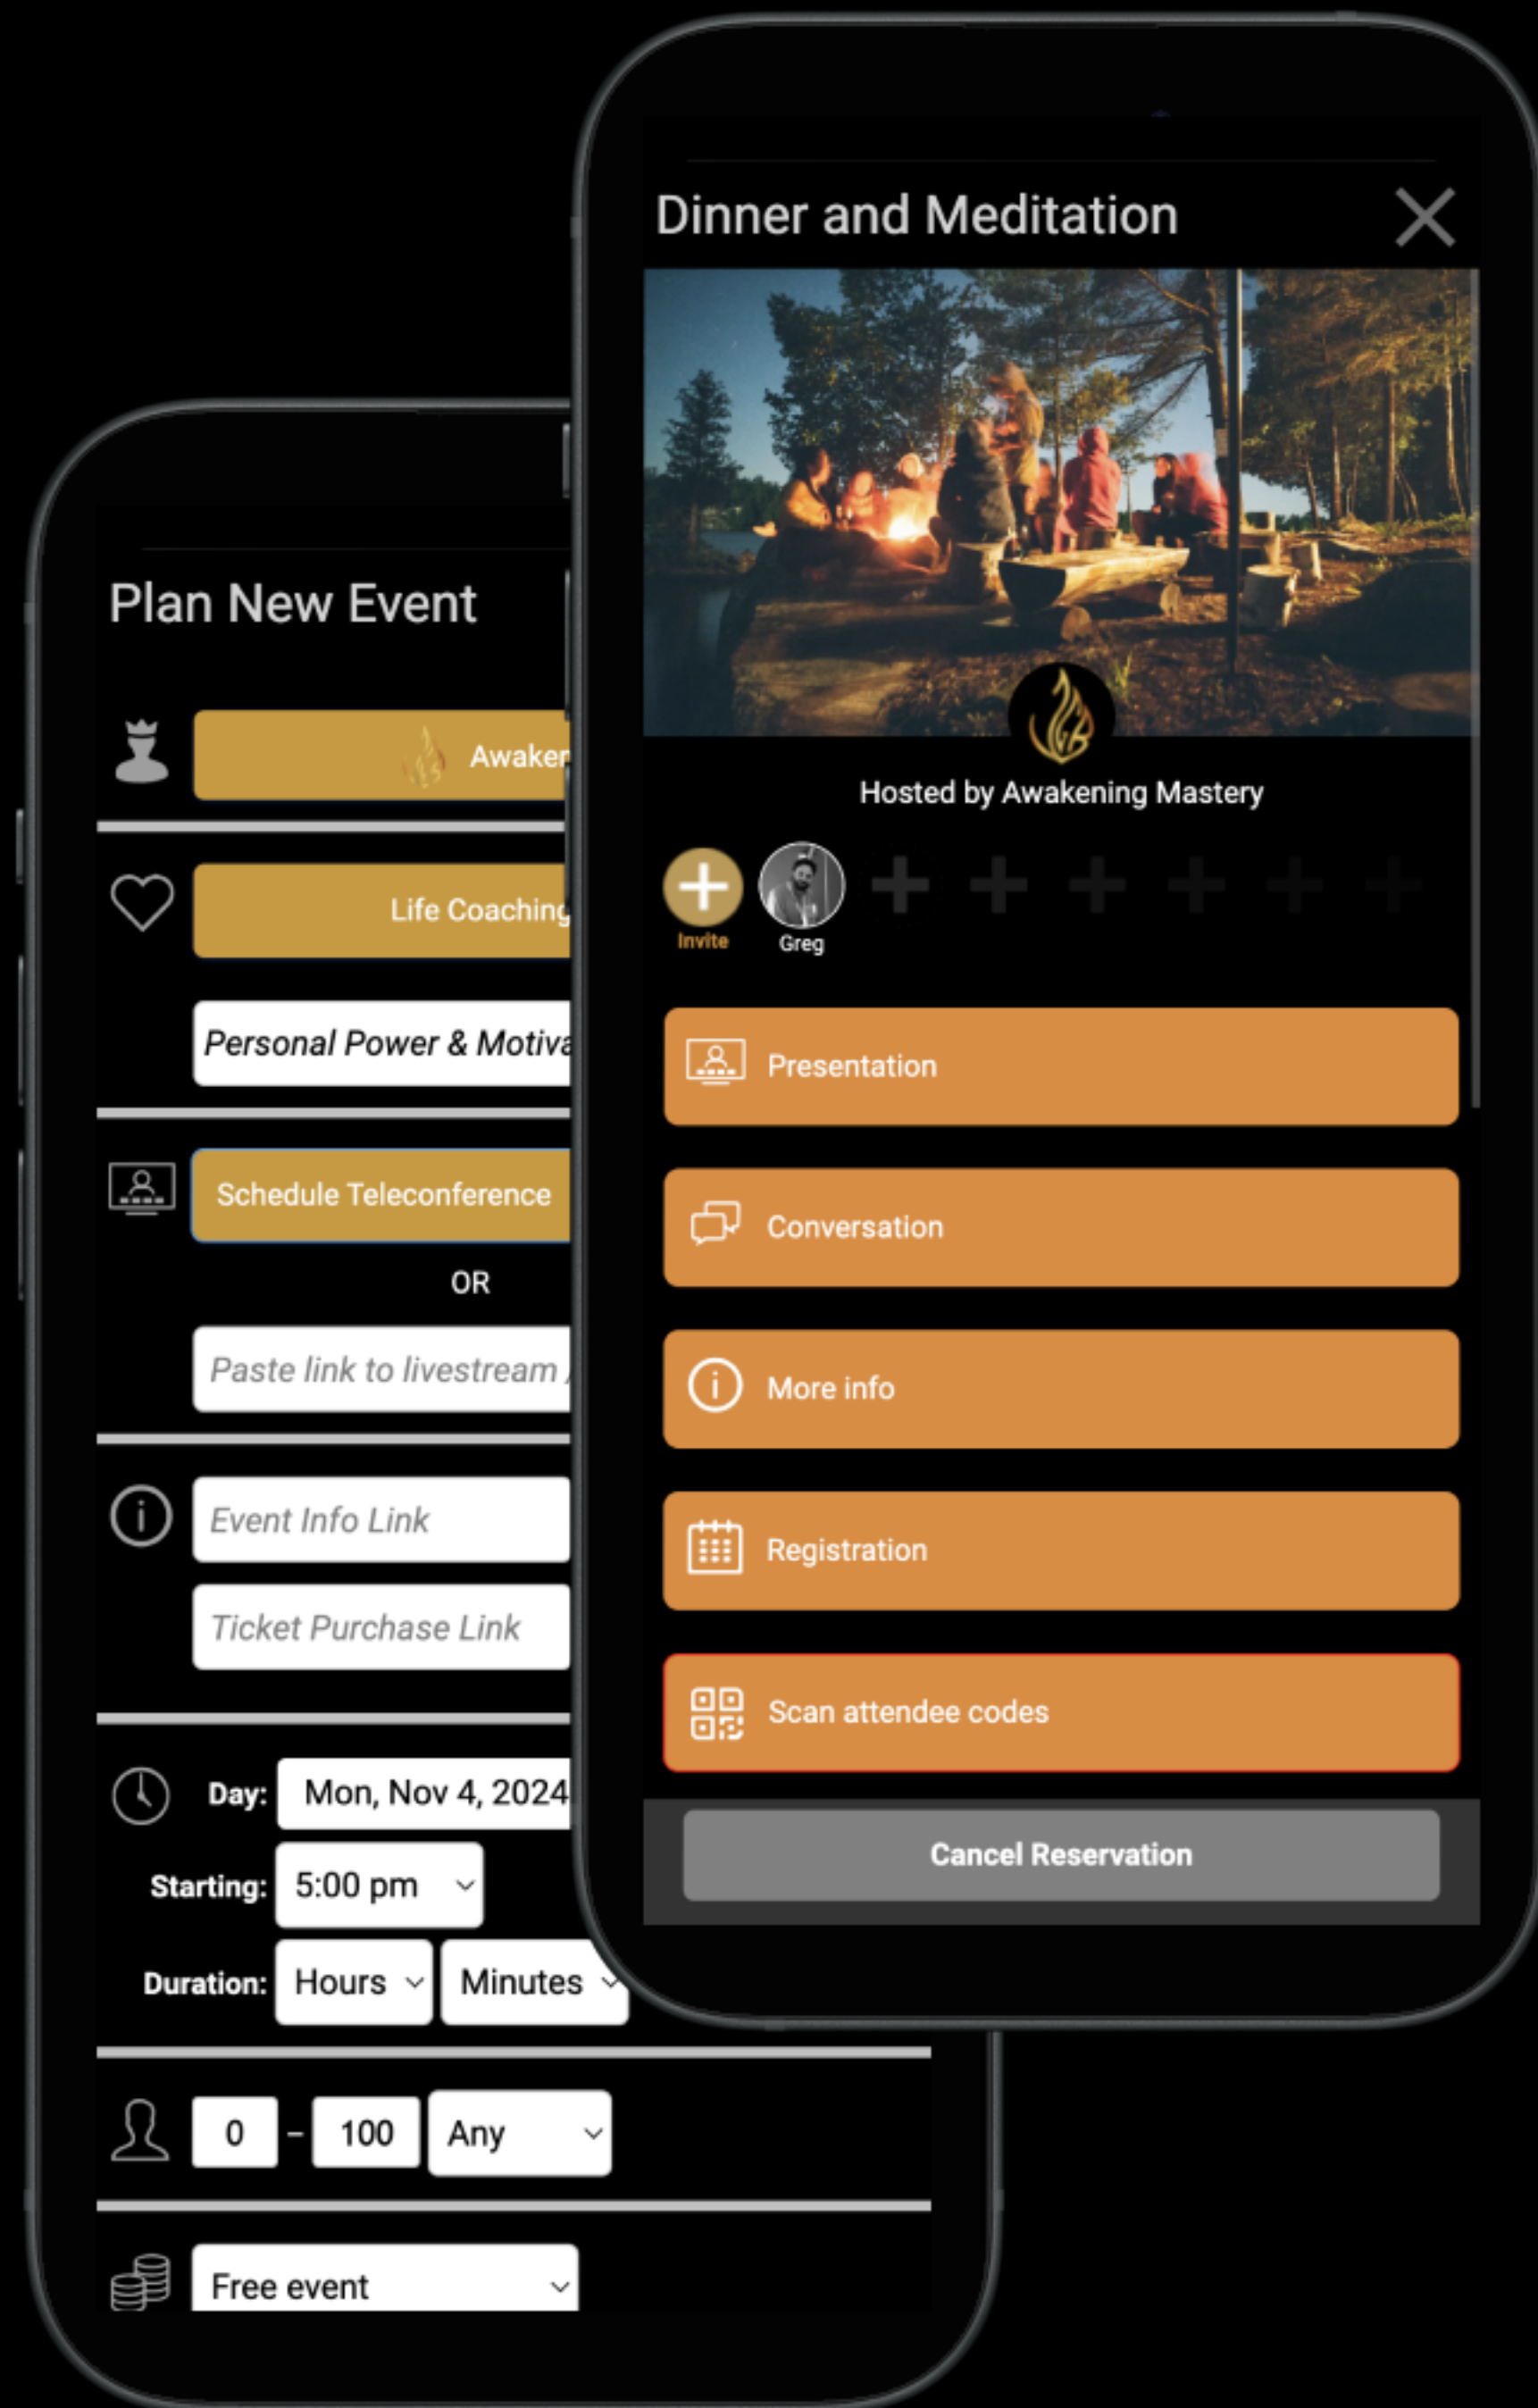 Dinner and Meditation
Hosted by Awakening Mastery
Invite
Greg
Presentation
Conversation
More info
Registration
Scan attendee codes
Cancel Reservation
Plan New Event
Life Coaching
Personal Power &
Schedule Teleconference
OR
Paste link to livestream
Event Info Link
Ticket Purchase Link
Day: Mon, Nov 4, 2024
Starting: 5:00 pm
Duration: Hours Minutes
0 - 100 Any
Free event